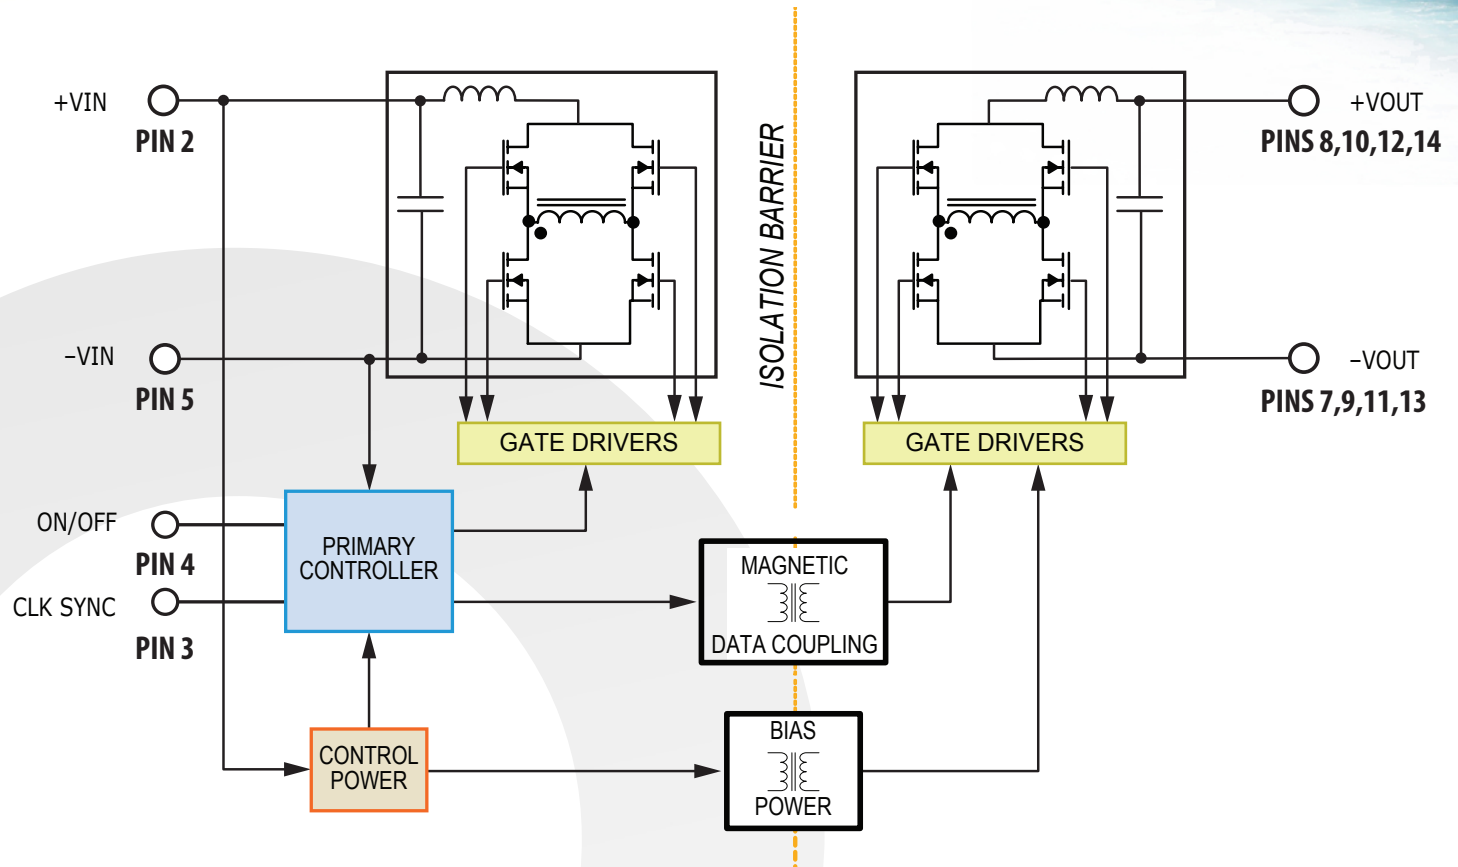 +VIN
PIN 2
−VIN
PIN 5
ON/OFF
PIN 4
CLK SYNC
PIN 3
PRIMARY
CONTROLLER
CONTROL
POWER
GATE DRIVERS
ISOLATION BARRIER
MAGNETIC
DATA COUPLING
BIAS
POWER
GATE DRIVERS
+VOUT
PINS 8,10,12,14
−VOUT
PINS 7,9,11,13